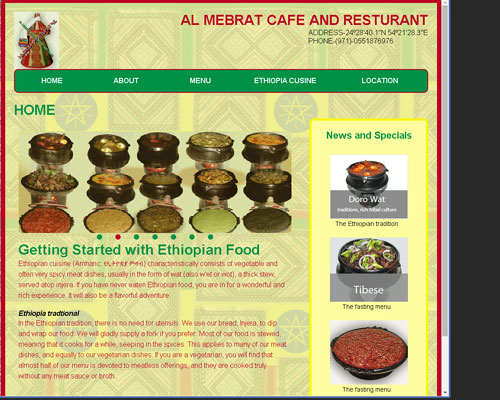 AL MEBRAT CAFE AND RESTURANT
ADDRESS-24º28'40.1"N 54º21'28.3"E
PHONE-(971)-0551876976
HOME ABOUT MENU ETHIOPIA CUSINE LOCATION
HOME
Getting Started with Ethiopian Food
Ethiopian cuisine (Amharic: የኢትዮጵያ ምግብ) characteristically consists of vegetable and
often very spicy meat dishes, usually in the form of wat (also w'et or wot), a thick stew,
served atop injera. If you have never eaten Ethiopian food, you are in for a wonderful and
rich experience. It will also be a flavorful adventure.
Ethiopia tradtional
In the Ethiopian tradition, there is no need for utensils. We use our bread, Injera, to dip
and wrap our food. We will gladly supply a fork if you prefer. Most of our food is stewed,
meaning that it cooks for a while, seeping in the spices. This applies to many of our meat
dishes, and equally to our vegetarian dishes. If you are a vegetarian, you will find that
almost half of our menu is devoted to meatless offerings, and they are cooked truly
without any meat sauce or broth.
News and Specials
Doro Wat
traditions, rich tribal culture
The Ethiopian tradition
Tibese
The fasting menu
The fasting menu